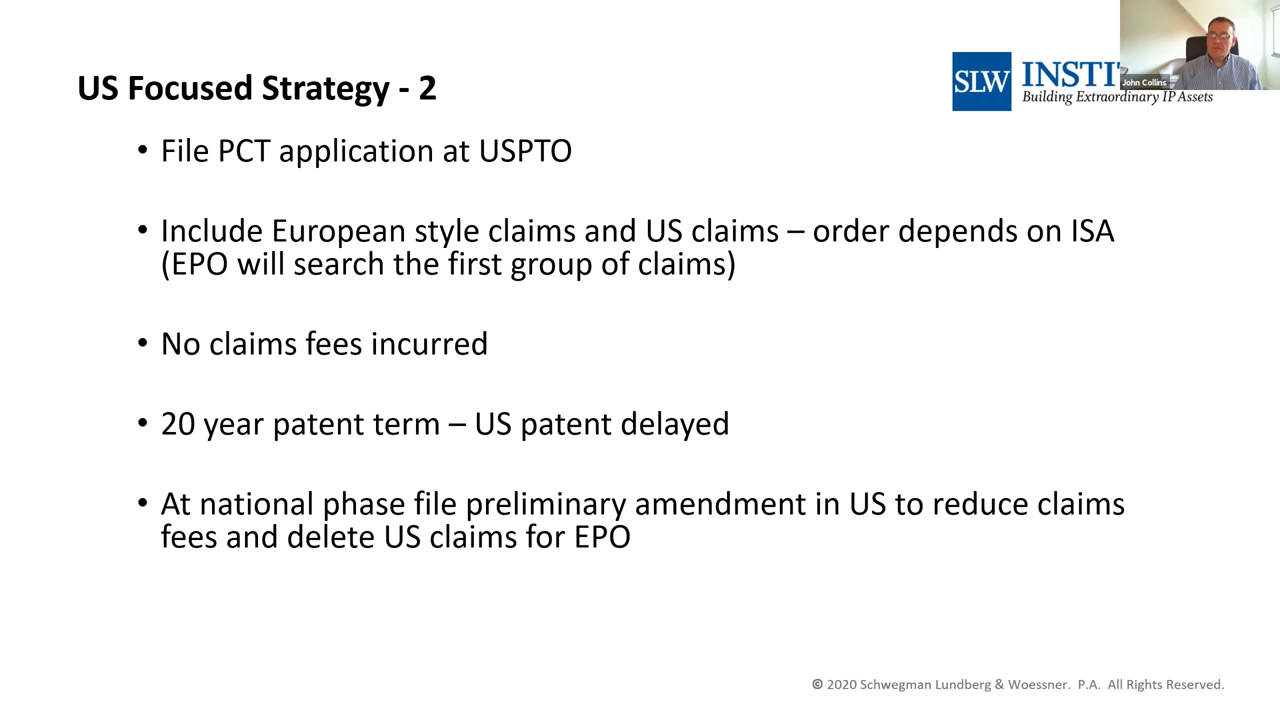 US Focused Strategy - 2
SLW
INSTI
Building Extraordinary IP Assets
John Collins
• File PCT application at USPTO
• Include European style claims and US claims – order depends on ISA
(EPO will search the first group of claims)
• No claims fees incurred
• 20 year patent term – US patent delayed
• At national phase file preliminary amendment in US to reduce claims
fees and delete US claims for EPO
© 2020 Schwegman Lundberg & Woessner. P.A. All Rights Reserved.